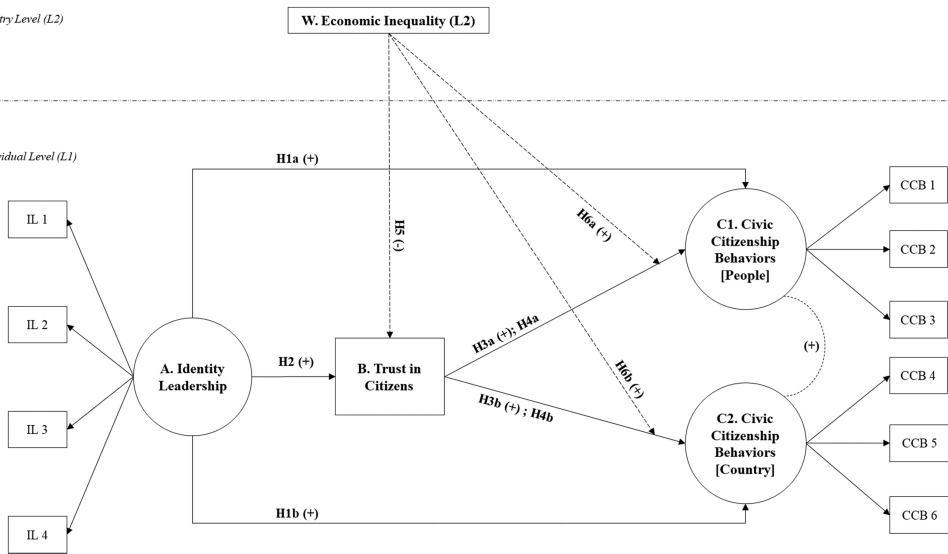 try Level (L2)
W. Economic Inequality (L2)
vidual Level (L1)
H1a (+)
CCB 1
IL 1
H5 (-)
H6a (+)
C1. Civic
Citizenship
Behaviors
[People]
CCB 2
IL 2
H3a (+); H4a
CCB 3
A. Identity
Leadership
H2 (+)
B. Trust in
Citizens
H6b (+)
(+)
CCB 4
H3b (+) ; H4b
IL 3
C2. Civic
Citizenship
Behaviors
[Country]
CCB 5
H1b (+)
CCB 6
IL 4